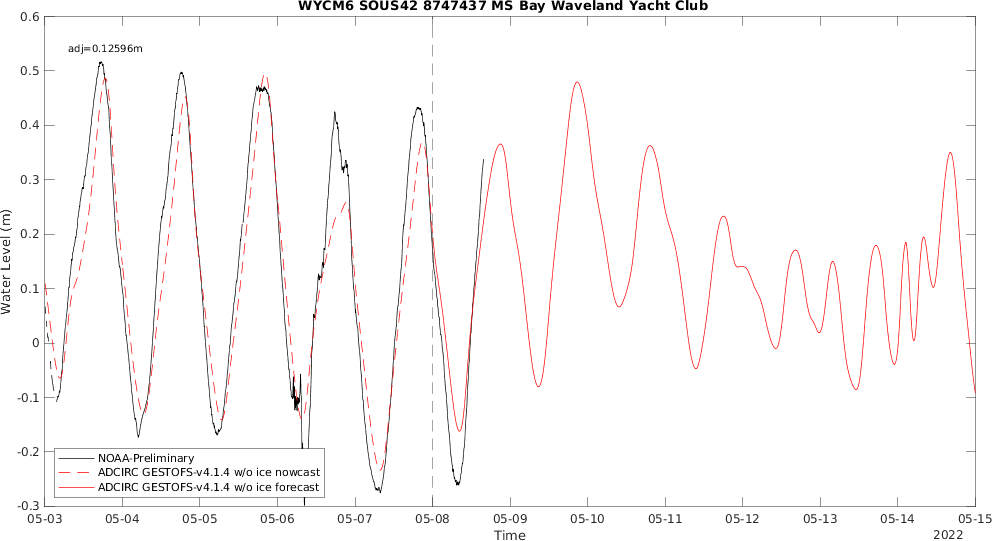 WYCM6 SOUS42 8747437 MS Bay Waveland Yacht Club
0.6
adj=0.12596m
0.5
0.4
0.3
0.2
0.1
0
-0.1
-0.2
-0.3
Water Level (m)
NOAA-Preliminary
ADCIRC GESTOFS-v4.1.4 w/o ice nowcast
ADCIRC GESTOFS-v4.1.4 w/o ice forecast
05-03 05-04 05-05 05-06 05-07 05-08 05-09 05-10 05-11 05-12 05-13 05-14 05-15
Time
2022